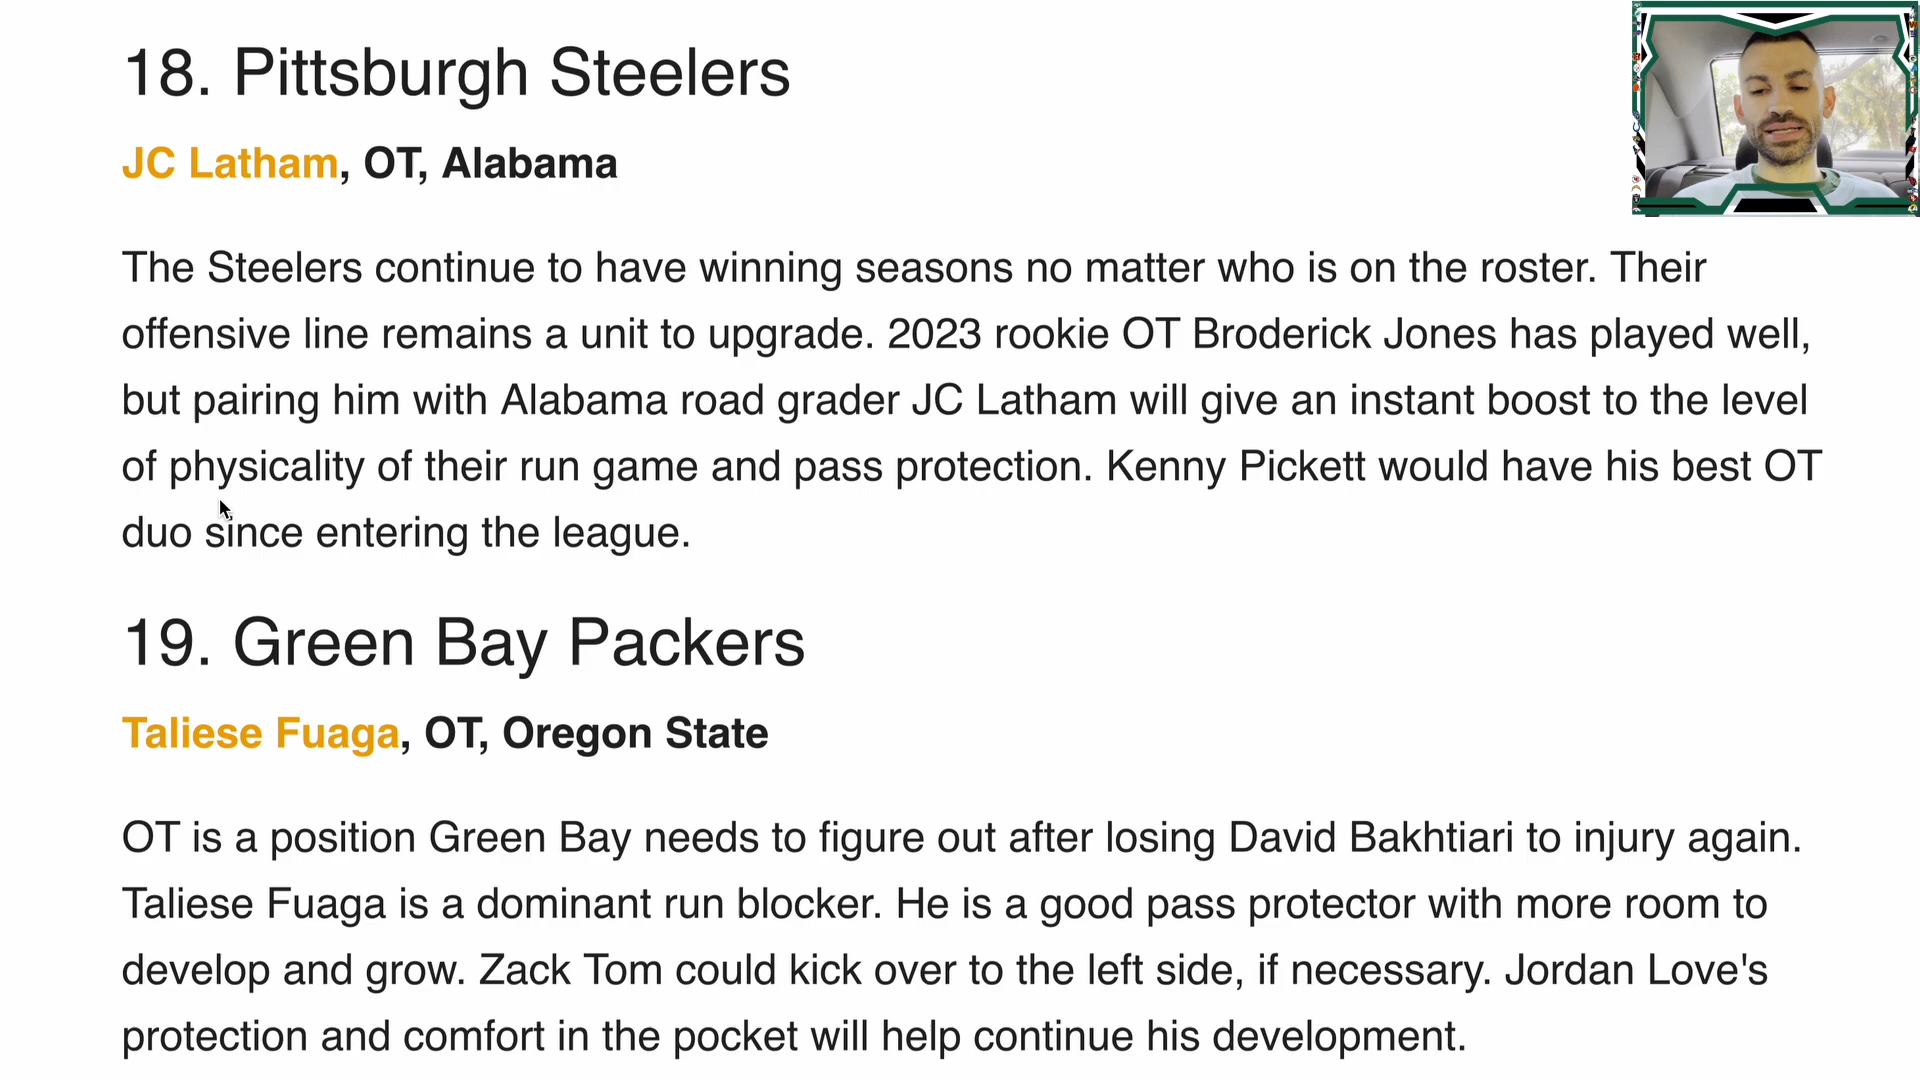 18. Pittsburgh Steelers
JC Latham, OT, Alabama
The Steelers continue to have winning seasons no matter who is on the roster. Their
offensive line remains a unit to upgrade. 2023 rookie OT Broderick Jones has played well,
but pairing him with Alabama road grader JC Latham will give an instant boost to the level
of physicality of their run game and pass protection. Kenny Pickett would have his best OT
duo since entering the league.
19. Green Bay Packers
Taliese Fuaga, OT, Oregon State
OT is a position Green Bay needs to figure out after losing David Bakhtiari to injury again.
Taliese Fuaga is a dominant run blocker. He is a good pass protector with more room to
develop and grow. Zack Tom could kick over to the left side, if necessary. Jordan Love's
protection and comfort in the pocket will help continue his development.